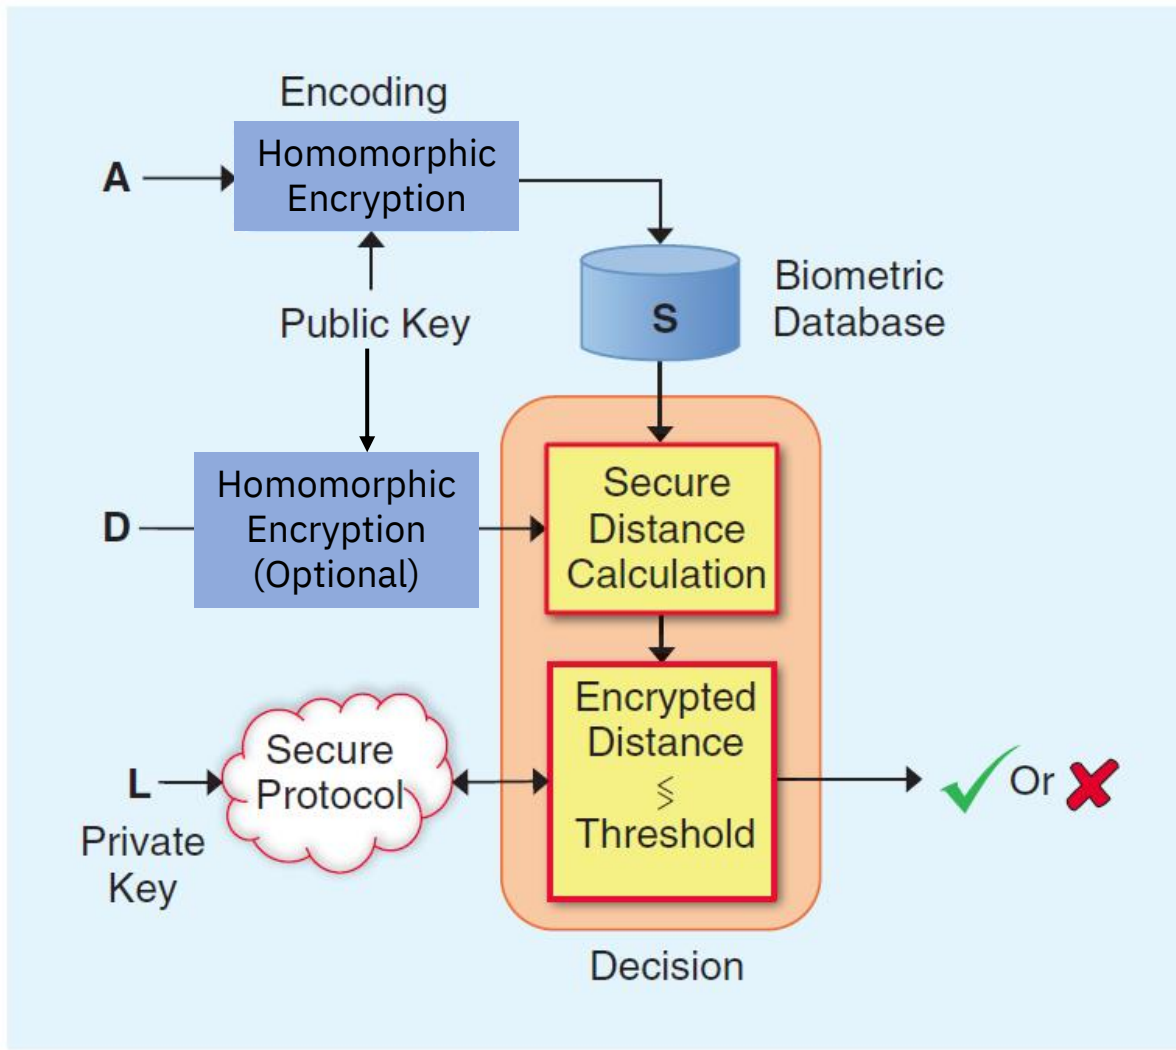 Encoding
A
Homomorphic
Encryption
Public Key
S
Biometric
Database
D
Homomorphic
Encryption
(Optional)
Secure
Distance
Calculation
Encrypted
Distance
≶
Threshold
Secure
Protocol
L
Private
Key
Or
Decision